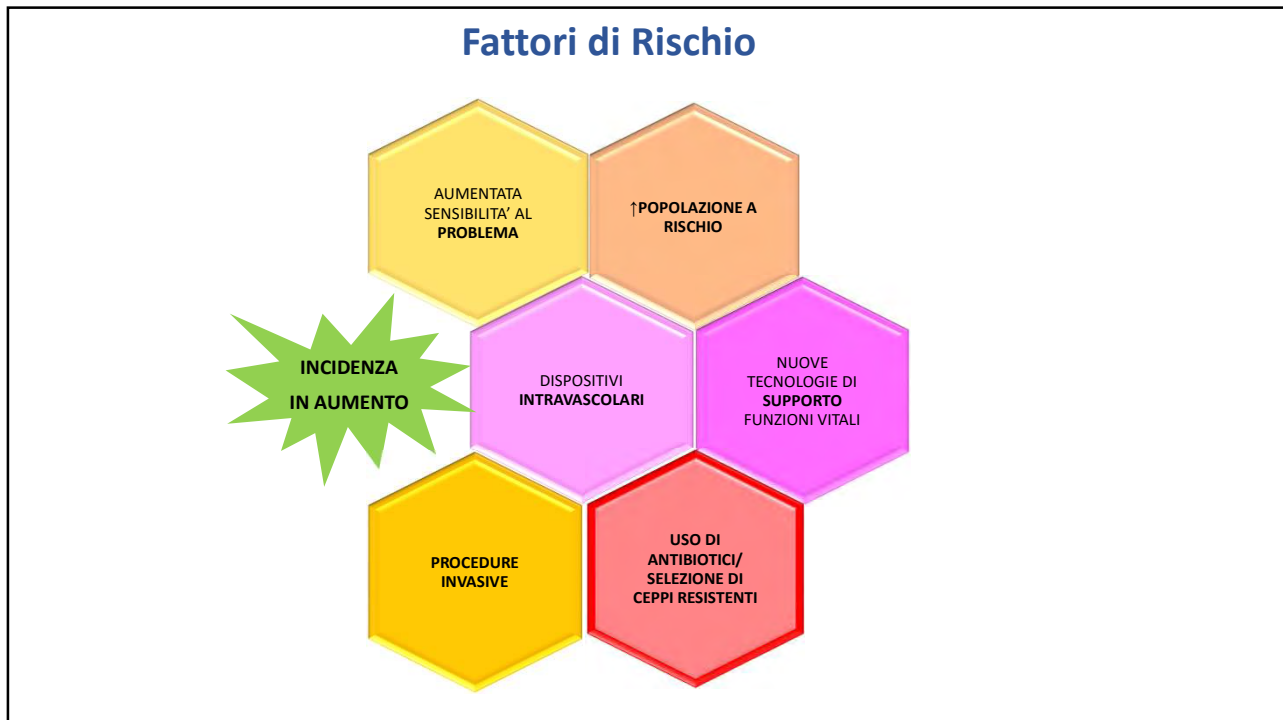 Fattori di Rischio
AUMENTATA
SENSIBILITA’ AL
PROBLEMA
↑POPOLAZIONE A
RISCHIO
INCIDENZA
IN AUMENTO
DISPOSITIVI
INTRAVASCOLARI
NUOVE
TECNOLOGIE DI
SUPPORTO
FUNZIONI VITALI
PROCEDURE
INVASIVE
USO DI
ANTIBIOTICI/
SELEZIONE DI
CEPPI RESISTENTI